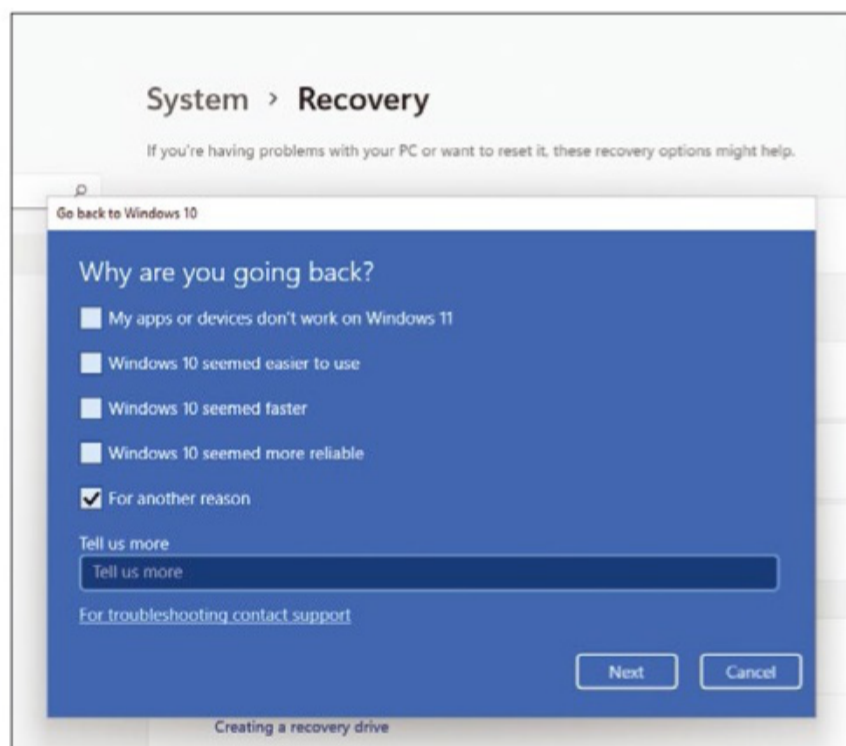 System > Recovery
If you're having problems with your PC or want to reset it, these recovery options might help.
Go back to Windows 10
Why are you going back?
My apps or devices don't work on Windows 11
Windows 10 seemed easier to use
Windows 10 seemed faster
Windows 10 seemed more reliable
For another reason
Tell us more
Tell us more
For troubleshooting contact support
Next Cancel
Creating a recovery drive